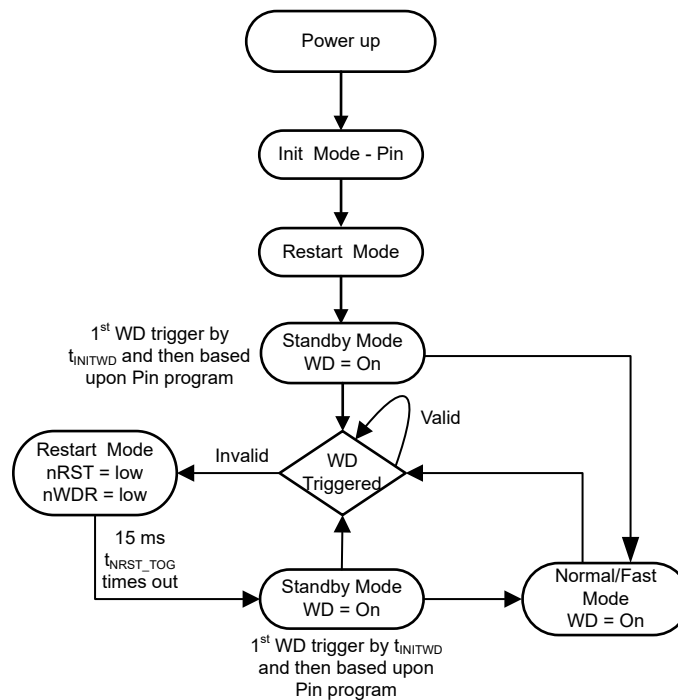 Power up
Init Mode - Pin
Restart Mode
1st WD trigger by
tINITWD and then based
upon Pin program
Standby Mode
WD = On
Valid
WD
Triggered
Invalid
Restart Mode
nRST = low
nWDR = low
15 ms
tNRST_TOG
times out
Standby Mode
WD = On
Normal/Fast
Mode
WD = On
1st WD trigger by tINITWD
and then based upon
Pin program